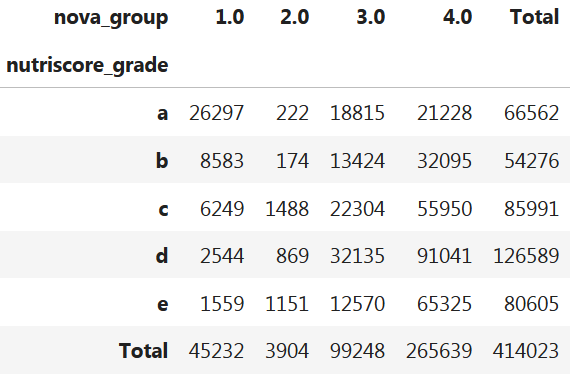 nova_group 1.0 2.0 3.0 4.0 Total
nutriscore_grade
a 26297 222 18815 21228 66562
b 8583 174 13424 32095 54276
c 6249 1488 22304 55950 85991
d 2544 869 32135 91041 126589
e 1559 1151 12570 65325 80605
Total 45232 3904 99248 265639 414023